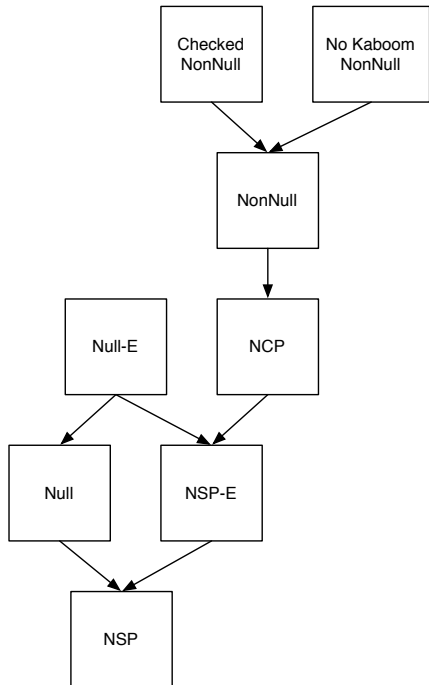 Checked
NonNull
No Kaboom
NonNull
NonNull
Null-E
NCP
Null
NSP-E
NSP